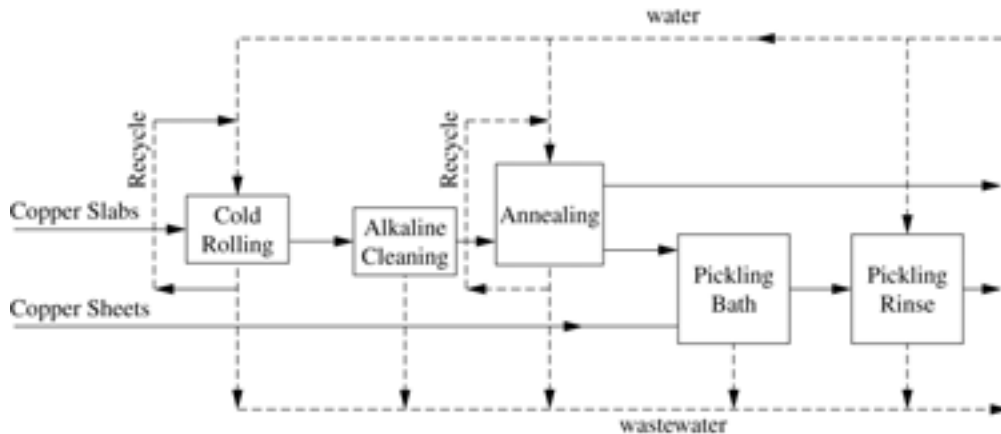 water
Recycle
Recycle
Copper Slabs
Cold
Rolling
Alkaline
Cleaning
Annealing
Copper Sheets
Pickling
Bath
Pickling
Rinse
wastewater